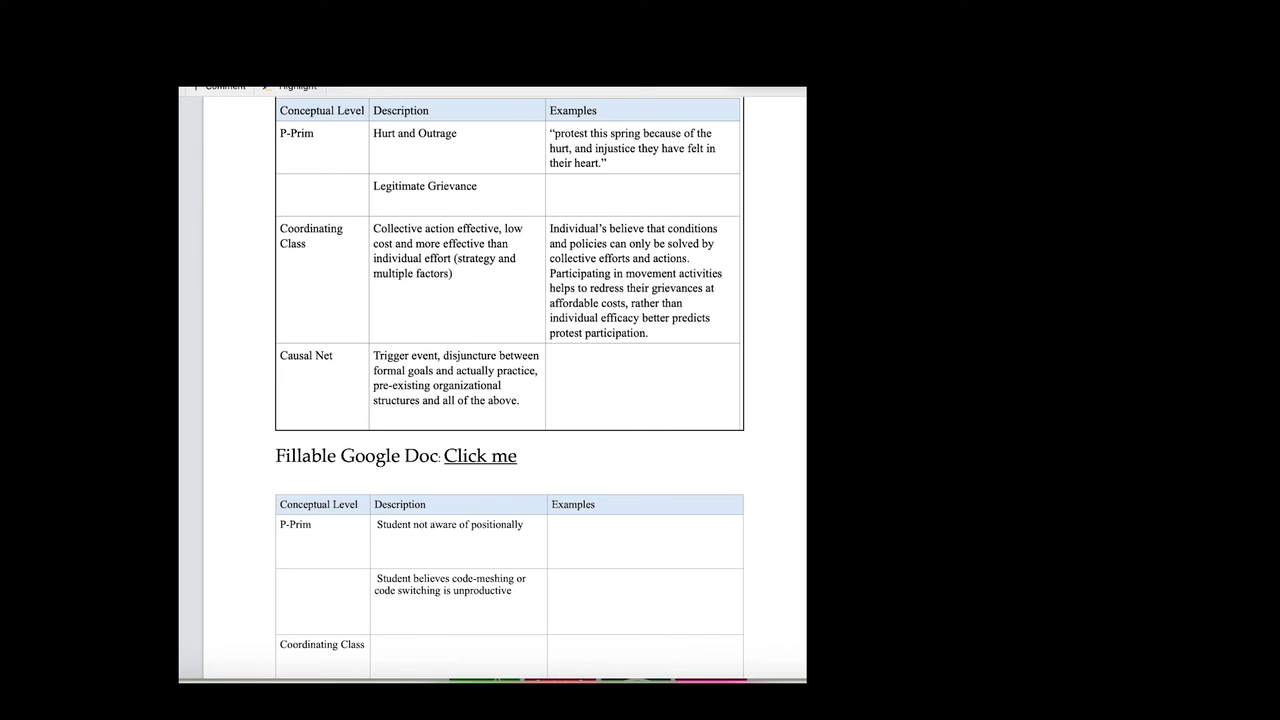 Comment Highlight
Conceptual Level Description Examples
P-Prim Hurt and Outrage “protest this spring because of the
hurt, and injustice they have felt in
their heart.”
Legitimate Grievance
Coordinating Collective action effective, low Individual’s believe that conditions
Class cost and more effective than and policies can only be solved by
individual effort (strategy and collective efforts and actions.
multiple factors) Participating in movement activities
helps to redress their grievances at
affordable costs, rather than
individual efficacy better predicts
protest participation.
Causal Net Trigger event, disjuncture between
formal goals and actually practice,
pre-existing organizational
structures and all of the above.
Fillable Google Doc: Click me
Conceptual Level Description Examples
P-Prim Student not aware of positionally
Student believes code-meshing or
code switching is unproductive
Coordinating Class